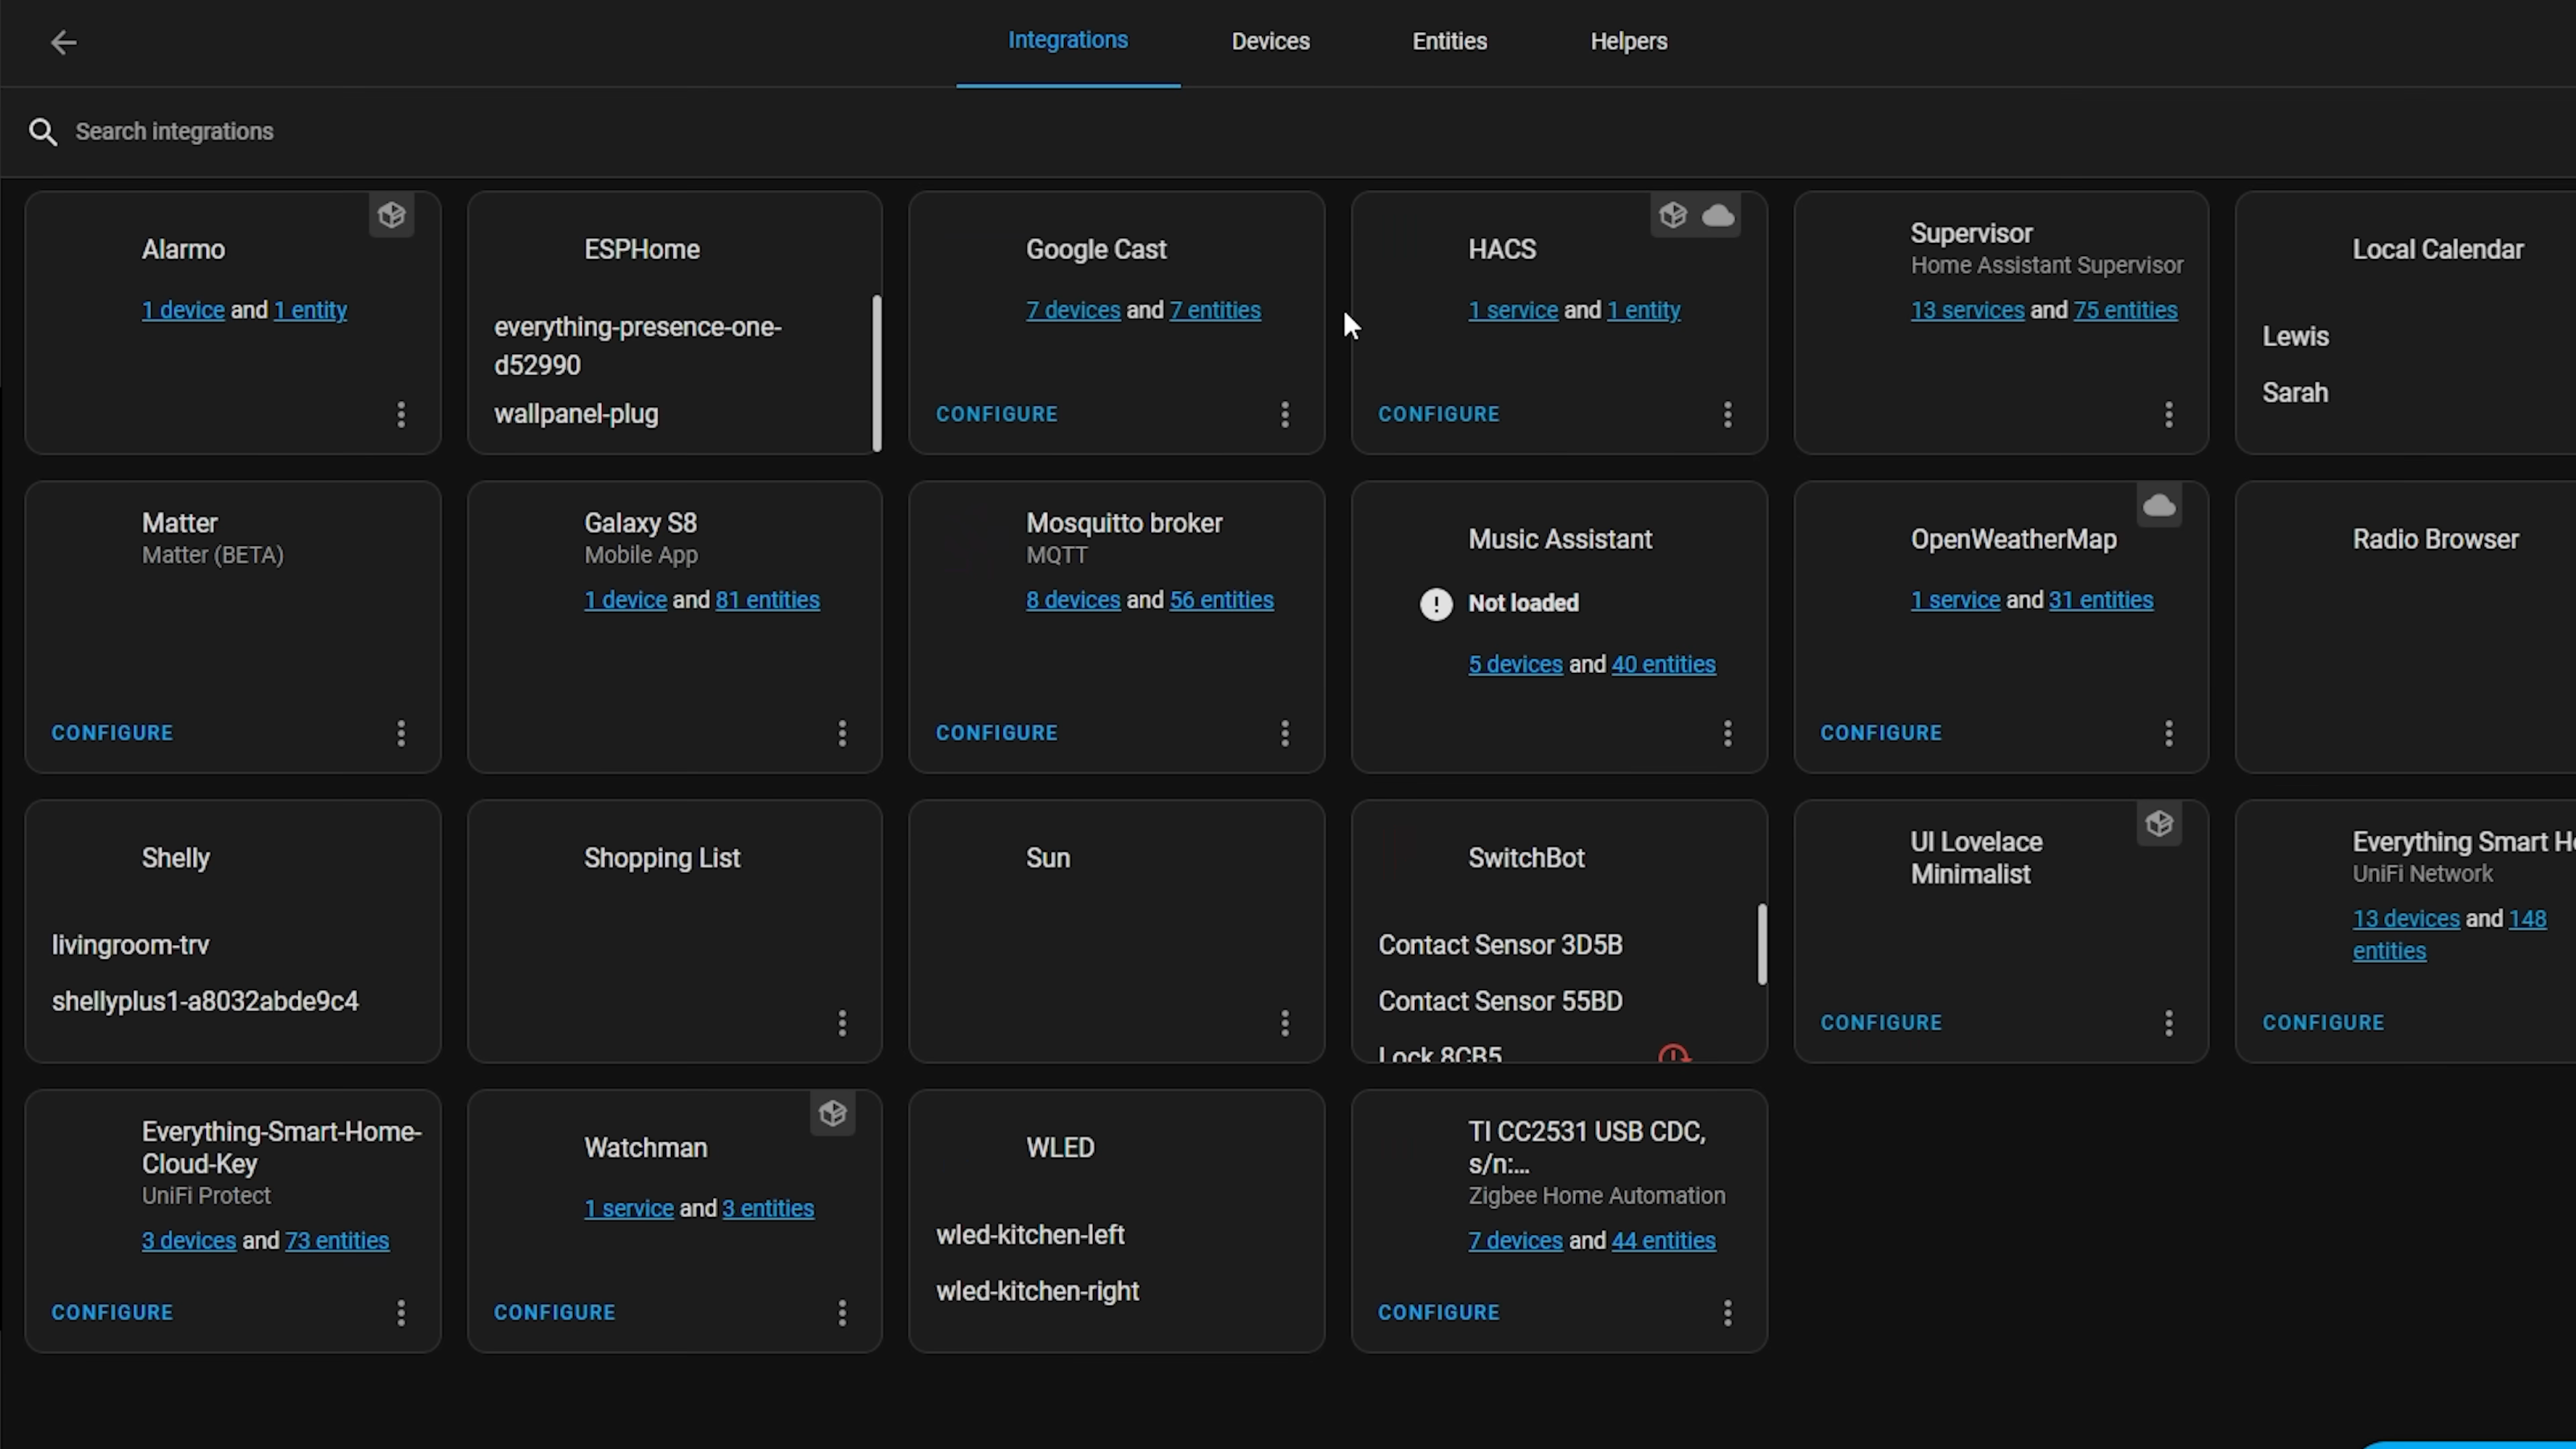 Integrations
Devices
Entities
Helpers
Search integrations
Alarmo
1 device and 1 entity
ESPHome
everything-presence-one-
d52990
wallpanel-plug
Google Cast
7 devices and 7 entities
CONFIGURE
HACS
1 service and 1 entity
CONFIGURE
Supervisor
Home Assistant Supervisor
13 services and 75 entities
Local Calendar
Lewis
Sarah
Matter
Matter (BETA)
CONFIGURE
Galaxy S8
Mobile App
1 device and 81 entities
Mosquitto broker
MQTT
8 devices and 56 entities
CONFIGURE
Music Assistant
Not loaded
5 devices and 40 entities
OpenWeatherMap
1 service and 31 entities
CONFIGURE
Radio Browser
Shelly
livingroom-trv
shellyplus1-a8032abde9c4
Shopping List
Sun
SwitchBot
Contact Sensor 3D5B
Contact Sensor 55BD
Lock 8CB5
UI Lovelace
Minimalist
CONFIGURE
Everything Smart
UniFi Network
13 devices and 148
entities
CONFIGURE
Everything-Smart-Home-
Cloud-Key
UniFi Protect
3 devices and 73 entities
CONFIGURE
Watchman
1 service and 3 entities
CONFIGURE
WLED
wled-kitchen-left
wled-kitchen-right
TI CC2531 USB CDC,
s/n:...
Zigbee Home Automation
7 devices and 44 entities
CONFIGURE